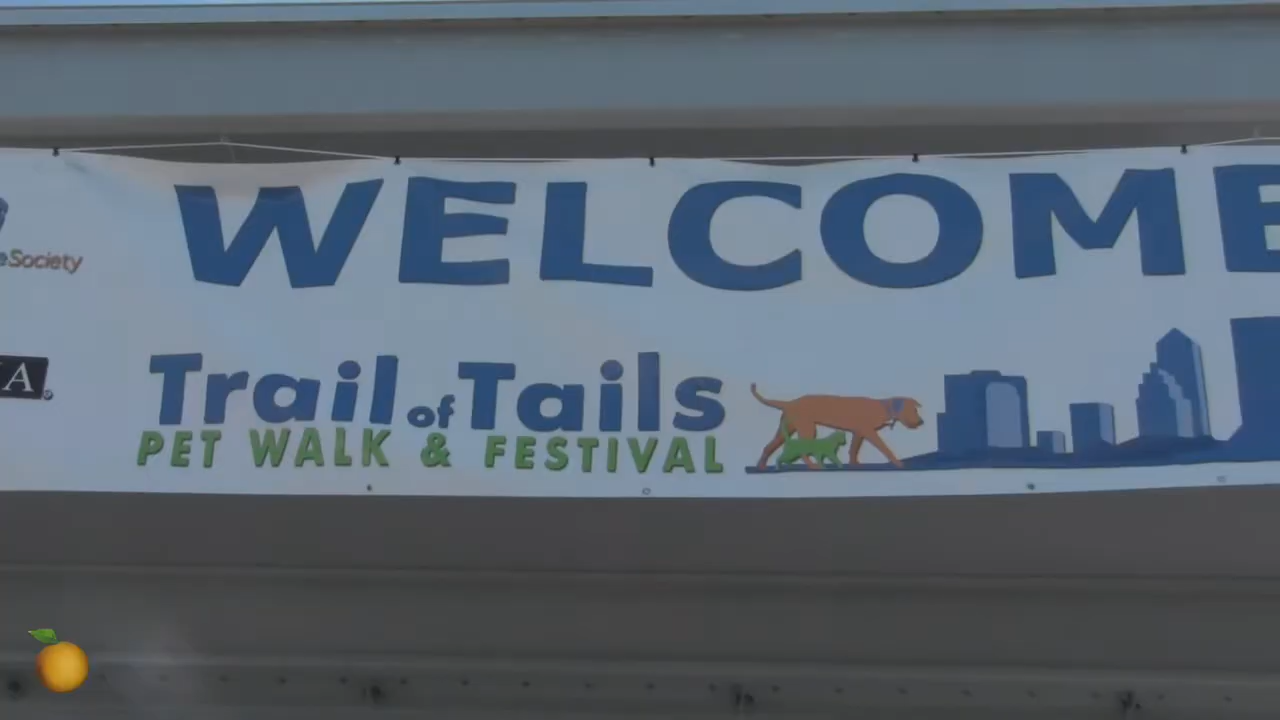 WELCOME
eSociety
A
Trail of Tails
PET WALK & FESTIVAL